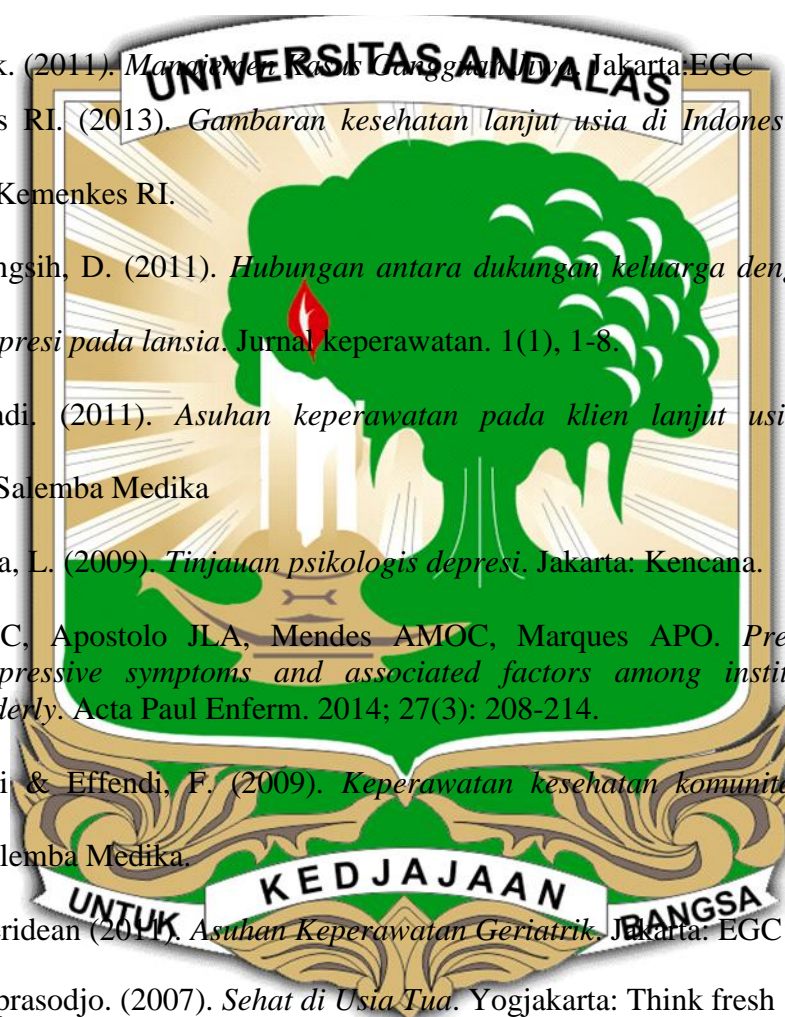 UNIVERSITAS ANDALAS
k. (2011). Manajemen Kasus Gangguan Jiwa. Jakarta:EGC
s RI. (2013). Gambaran kesehatan lanjut usia di Indones
Kemenkes RI.
ngsih, D. (2011). Hubungan antara dukungan keluarga deng
presi pada lansia. Jurnal keperawatan. 1(1), 1-8.
adi. (2011). Asuhan keperawatan pada klien lanjut usi
Salemba Medika
a, L. (2009). Tinjauan psikologis depresi. Jakarta: Kencana.
C, Apostolo JLA, Mendes AMOC, Marques APO. Pre
pressive symptoms and associated factors among instit
derly. Acta Paul Enferm. 2014; 27(3): 208-214.
i & Effendi, F. (2009). Keperawatan kesehatan komunita
lemba Medika.
UNTUK KEDJAJAAN BANGSA
eridean (2011). Asuhan Keperawatan Geriatrik. Jakarta: EGC
prasodjo. (2007). Sehat di Usia Tua. Yogjakarta: Think fresh